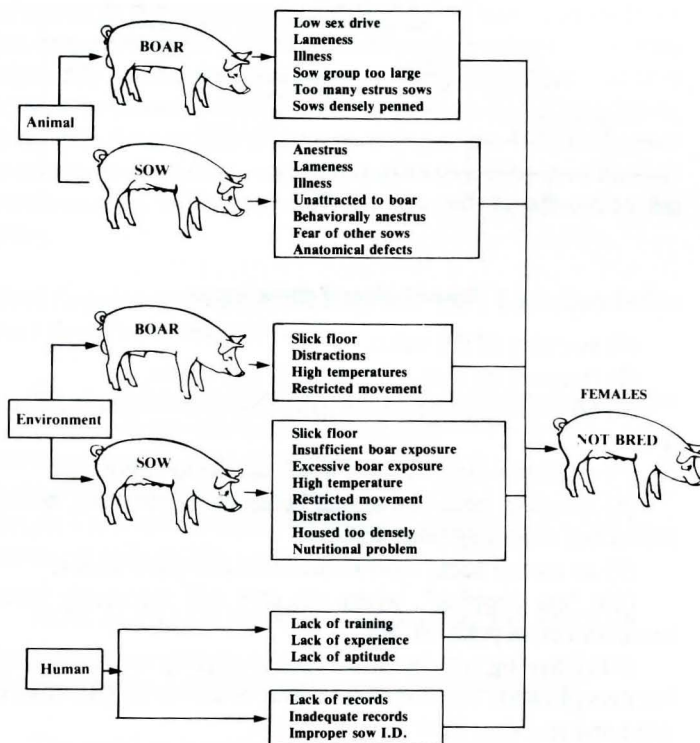 BOAR
Low sex drive
Lameness
Illness
Sow group too large
Too many estrus sows
Sows densely penned
Animal
SOW
Anestrus
Lameness
Illness
Unattracted to boar
Behaviorally anestrus
Fear of other sows
Anatomical defects
BOAR
Slick floor
Distractions
High temperatures
Restricted movement
Environment
SOW
Slick floor
Insufficient boar exposure
Excessive boar exposure
High temperature
Restricted movement
Distractions
Housed too densely
Nutritional problem
FEMALES
NOT BRED
Human
Lack of training
Lack of experience
Lack of aptitude
Lack of records
Inadequate records
Improper sow I.D.